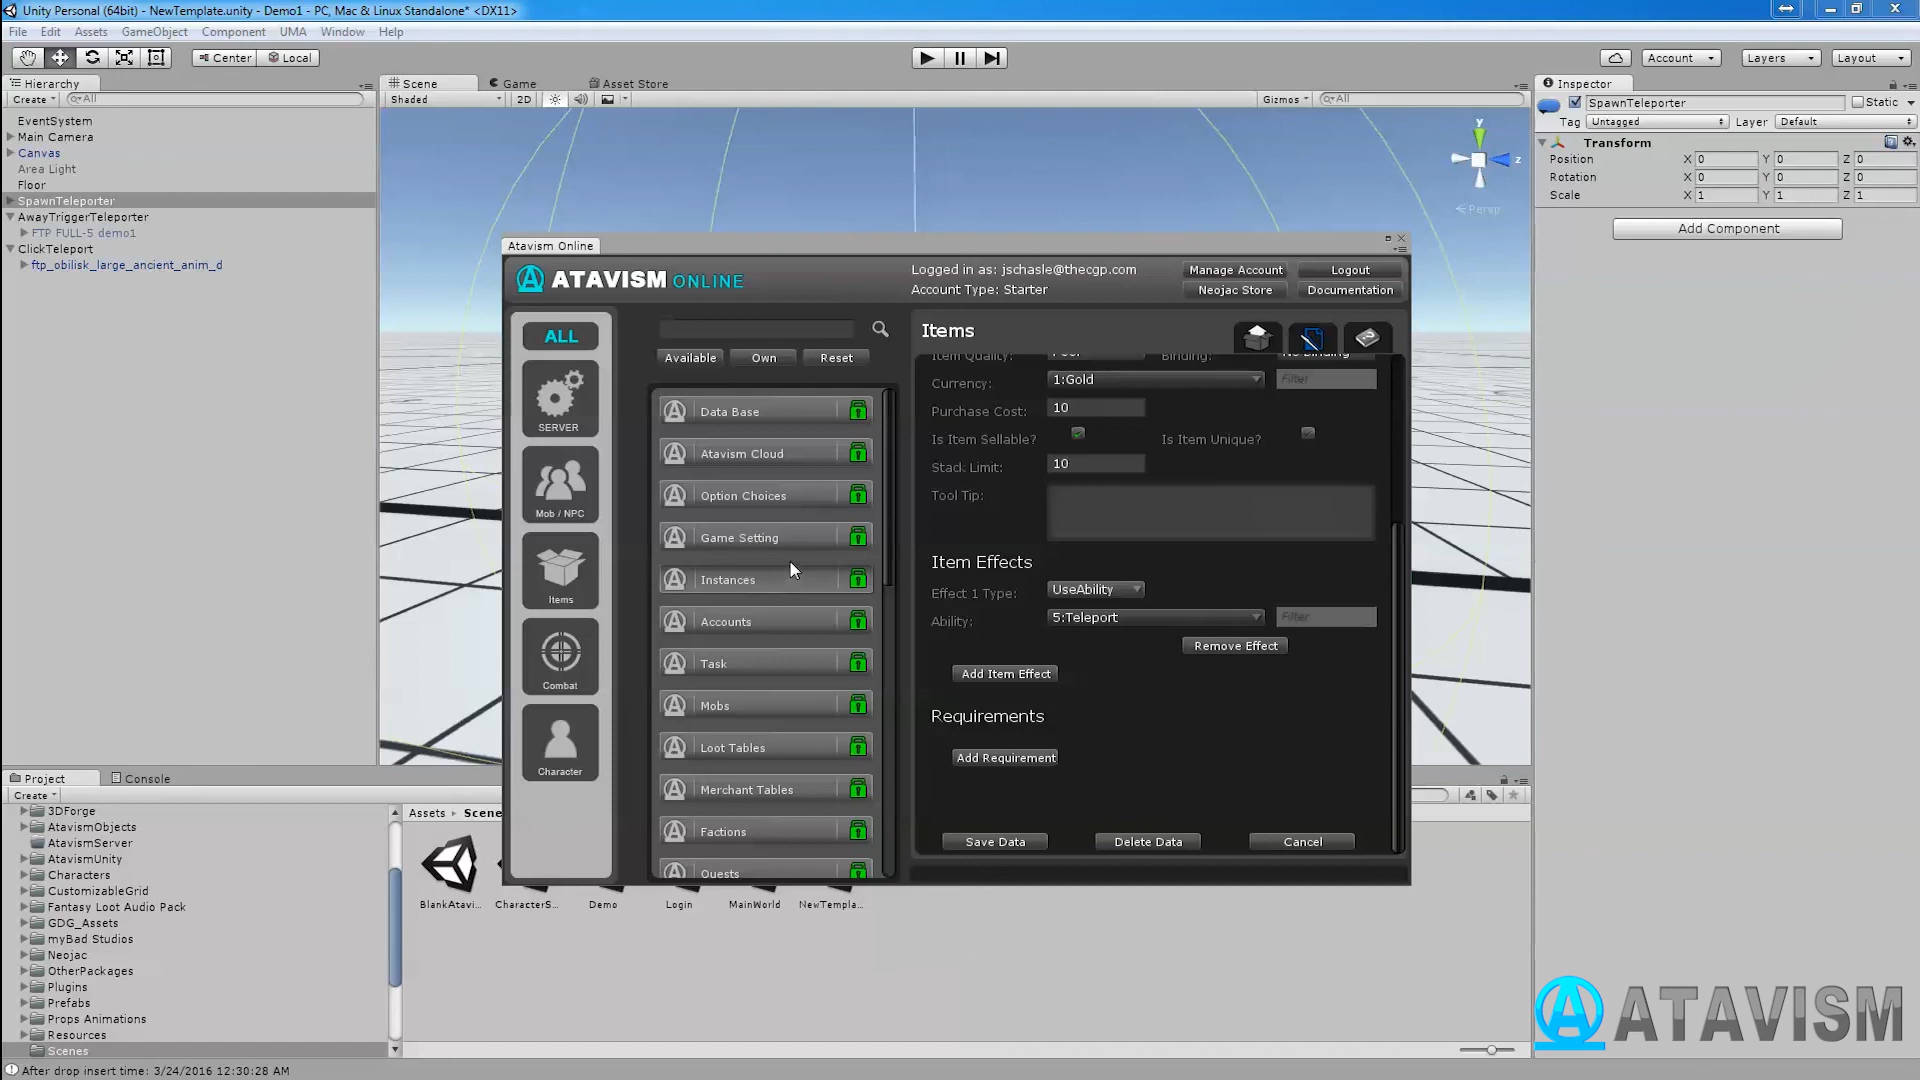 Unity Personal (64bit) - NewTemplate.unity - Demo1 - PC, Mac & Linux Standalone* <DX11>
File Edit Assets GameObject Component UMA Window Help
Center Local Account Layers Layout
Hierarchy
Create All
EventSystem
Main Camera
Canvas
Area Light
Floor
SpawnTeleporter
AwayTriggerTeleporter
FTP FULL-5 demo1
ClickTeleport
ftp_obilisk_large_ancient_anim_d
Scene Game Asset Store
Shaded 2D Gizmos All
y
z
Persp
Inspector
SpawnTeleporter Static
Tag Untagged Layer Default
Transform
Position X 0 Y 0 Z 0
Rotation X 0 Y 0 Z 0
Scale X 1 Y 1 Z 1
Add Component
Atavism Online
ATAVISM ONLINE
Logged in as: jschasle@thecgp.com
Account Type: Starter
Manage Account Logout
Neojac Store Documentation
ALL
SERVER
Mob / NPC
Items
Combat
Character
Available Own Reset
Data Base
Atavism Cloud
Option Choices
Game Setting
Instances
Accounts
Task
Mobs
Loot Tables
Merchant Tables
Factions
Quests
Items
Item Quality: Poor Binding: No Binding
Currency: 1:Gold Filter
Purchase Cost: 10
Is Item Sellable? Is Item Unique?
Stack Limit: 10
Tool Tip:
Item Effects
Effect 1 Type: UseAbility
Ability: 5:Teleport Filter
Remove Effect
Add Item Effect
Requirements
Add Requirement
Save Data Delete Data Cancel
Project Console
Create
3DForge
AtavismObjects
AtavismServer
AtavismUnity
Characters
CustomizableGrid
Fantasy Loot Audio Pack
GDG_Assets
myBad Studios
Neojac
OtherPackages
Plugins
Prefabs
Props Animations
Resources
Scenes
Assets Scene
BlankAtavi... CharacterS... Demo Login MainWorld NewTempla...
After drop insert time: 3/24/2016 12:30:28 AM
ATAVISM